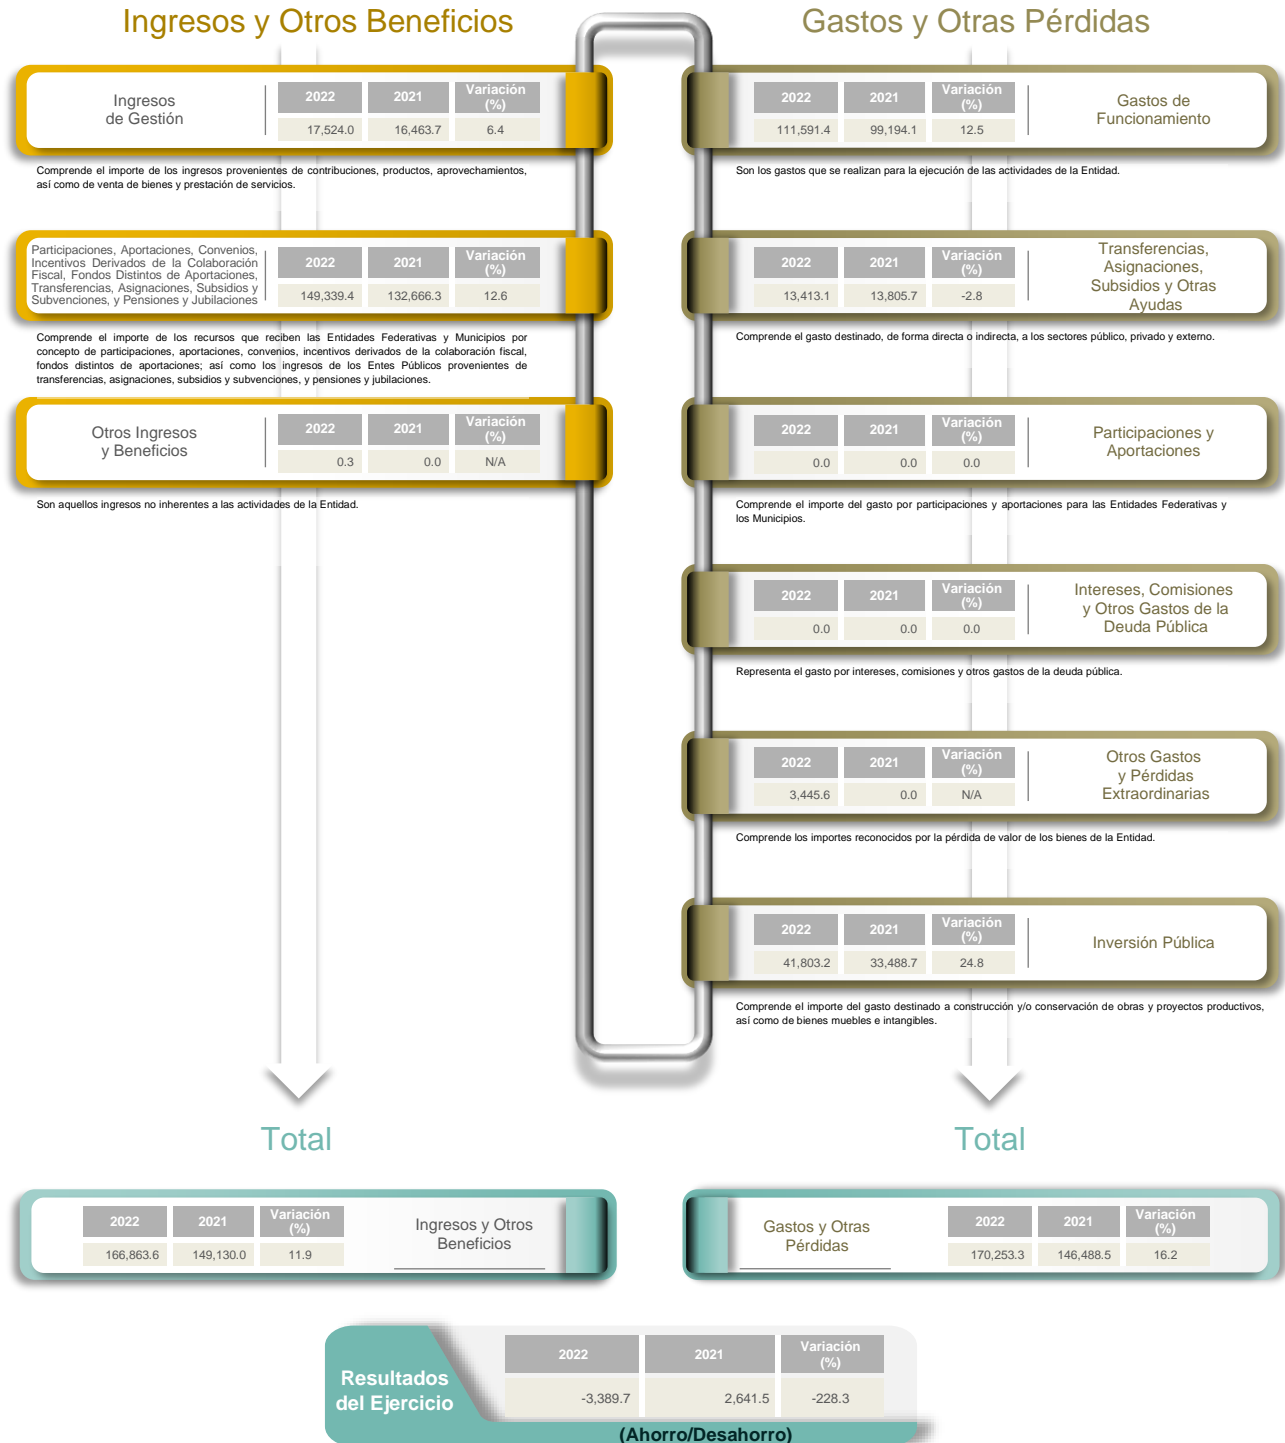 Ingresos y Otros Beneficios
Ingresos
de Gestión
2022 2021 Variación (%)
17,524.0 16,463.7 6.4
Comprende el importe de los ingresos provenientes de contribuciones, productos, aprovechamientos,
así como de venta de bienes y prestación de servicios.
Participaciones, Aportaciones, Convenios,
Incentivos Derivados de la Colaboración
Fiscal, Fondos Distintos de Aportaciones,
Transferencias, Asignaciones, Subsidios y
Subvenciones, y Pensiones y Jubilaciones
2022 2021 Variación (%)
149,339.4 132,666.3 12.6
Comprende el importe de los recursos que reciben las Entidades Federativas y Municipios por
concepto de participaciones, aportaciones, convenios, incentivos derivados de la colaboración fiscal,
fondos distintos de aportaciones; así como los ingresos de los Entes Públicos provenientes de
transferencias, asignaciones, subsidios y subvenciones, y pensiones y jubilaciones.
Otros Ingresos
y Beneficios
2022 2021 Variación (%)
0.3 0.0 N/A
Son aquellos ingresos no inherentes a las actividades de la Entidad.
Gastos y Otras Pérdidas
2022 2021 Variación (%)
111,591.4 99,194.1 12.5
Gastos de
Funcionamiento
Son los gastos que se realizan para la ejecución de las actividades de la Entidad.
2022 2021 Variación (%)
13,413.1 13,805.7 -2.8
Transferencias,
Asignaciones,
Subsidios y Otras
Ayudas
Comprende el gasto destinado, de forma directa o indirecta, a los sectores público, privado y externo.
2022 2021 Variación (%)
0.0 0.0 0.0
Participaciones y
Aportaciones
Comprende el importe del gasto por participaciones y aportaciones para las Entidades Federativas y
los Municipios.
2022 2021 Variación (%)
0.0 0.0 0.0
Intereses, Comisiones
y Otros Gastos de la
Deuda Pública
Representa el gasto por intereses, comisiones y otros gastos de la deuda pública.
2022 2021 Variación (%)
3,445.6 0.0 N/A
Otros Gastos
y Pérdidas
Extraordinarias
Comprende los importes reconocidos por la pérdida de valor de los bienes de la Entidad.
2022 2021 Variación (%)
41,803.2 33,488.7 24.8
Inversión Pública
Comprende el importe del gasto destinado a construcción y/o conservación de obras y proyectos productivos,
así como de bienes muebles e intangibles.
Total
2022 2021 Variación (%)
166,863.6 149,130.0 11.9
Ingresos y Otros
Beneficios
Total
Gastos y Otras
Pérdidas
2022 2021 Variación (%)
170,253.3 146,488.5 16.2
Resultados
del Ejercicio
2022 2021 Variación (%)
-3,389.7 2,641.5 -228.3
(Ahorro/Desahorro)